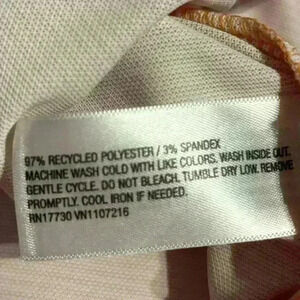 97% RECYCLED POLYESTER / 3% SPANDEX
MACHINE WASH COLD WITH LIKE COLORS. WASH INSIDE OUT.
GENTLE CYCLE. DO NOT BLEACH. TUMBLE DRY LOW. REMOVE
PROMPTLY. COOL IRON IF NEEDED.
RN17730 VN1107216